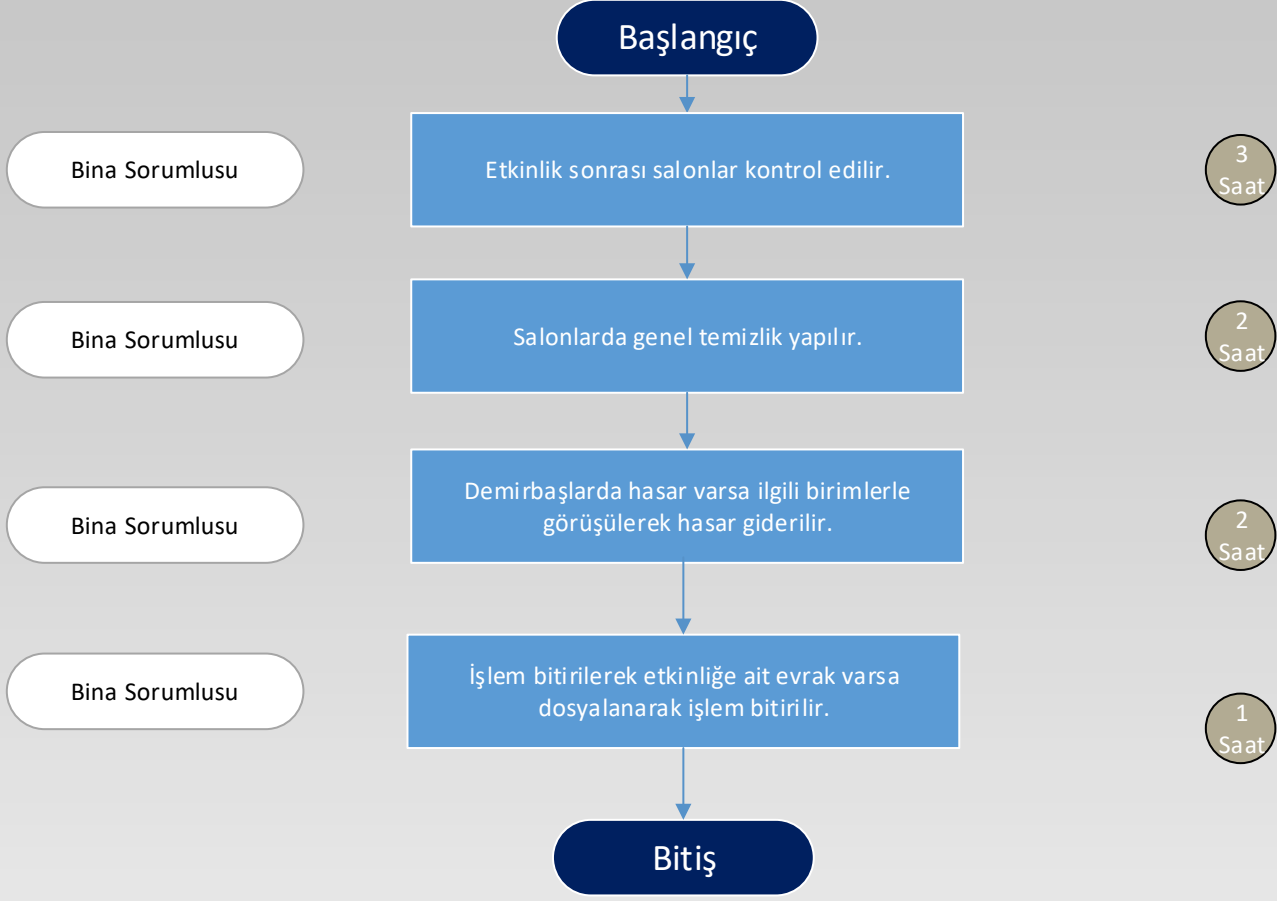 Başlangıç
Bina Sorumlusu
Etkinlik sonrası salonlar kontrol edilir.
3
Saat
Bina Sorumlusu
Salonlarda genel temizlik yapılır.
2
Saat
Bina Sorumlusu
Demirbaşlarda hasar varsa ilgili birimlerle
görüşülerek hasar giderilir.
2
Saat
Bina Sorumlusu
İşlem bitirilerek etkinliğe ait evrak varsa
dosyalanarak işlem bitirilir.
1
Saat
Bitiş